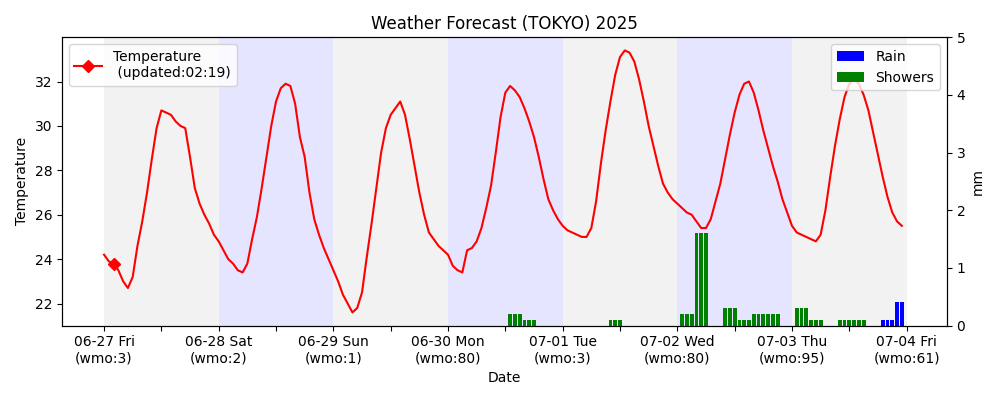 Weather Forecast (TOKYO) 2025
Temperature
(updated:02:19)
Rain
Showers
Temperature
32
30
28
26
24
22
5
4
3
2
1
0
mm
06-27 Fri
(wmo:3)
06-28 Sat
(wmo:2)
06-29 Sun
(wmo:1)
06-30 Mon
(wmo:80)
07-01 Tue
(wmo:3)
07-02 Wed
(wmo:80)
07-03 Thu
(wmo:95)
07-04 Fri
(wmo:61)
Date